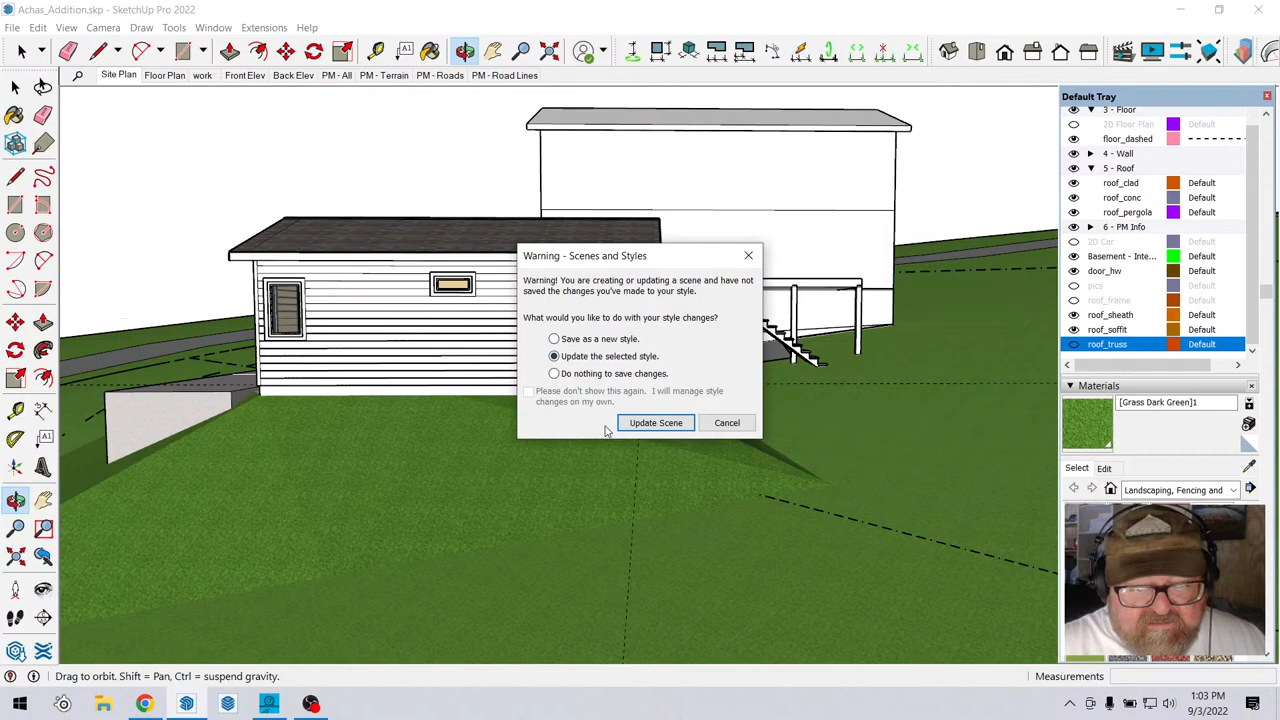 Achas_Addition.skp - SketchUp Pro 2022
File Edit View Camera Draw Tools Window Extensions Help
Site Plan Floor Plan work Front Elev Back Elev PM - All PM - Terrain PM - Roads PM - Road Lines
Default Tray
3 - Floor
2D Floor Plan Default
floor_dashed
4 - Wall
5 - Roof
roof_clad Default
roof_conc Default
roof_pergola Default
6 - PM Info
2D Car Default
Basement - Inte... Default
door_hw Default
pics Default
roof_frame Default
roof_sheath Default
roof_soffit Default
roof_truss Default
Warning - Scenes and Styles
Warning! You are creating or updating a scene and have not
saved the changes you've made to your style.
What would you like to do with your style changes?
Save as a new style.
Update the selected style.
Do nothing to save changes.
Please don't show this again. I will manage style
changes on my own.
Update Scene Cancel
Materials
[Grass Dark Green]1
Select Edit
Landscaping, Fencing and
Drag to orbit. Shift = Pan, Ctrl = suspend gravity.
Measurements
1:03 PM
9/3/2022